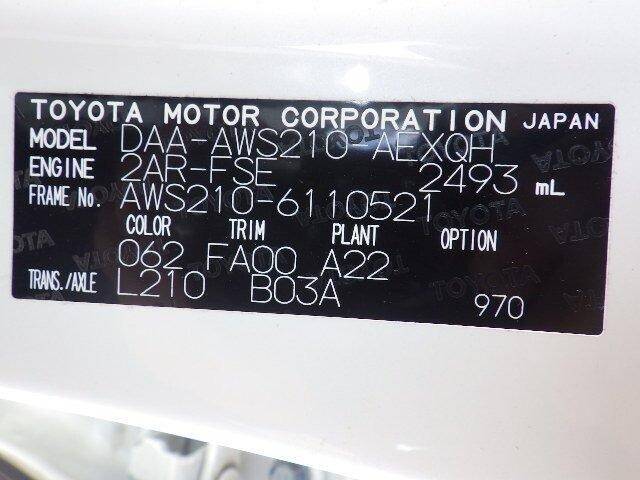 TOYOTA MOTOR CORPORATION JAPAN
MODEL DAA-AWS210-AEXQH
ENGINE 2AR-FSE 2493 mL
FRAME No. AWS210-6110521
COLOR TRIM PLANT OPTION
062 FA00 A22
TRANS./AXLE L210 B03A 970